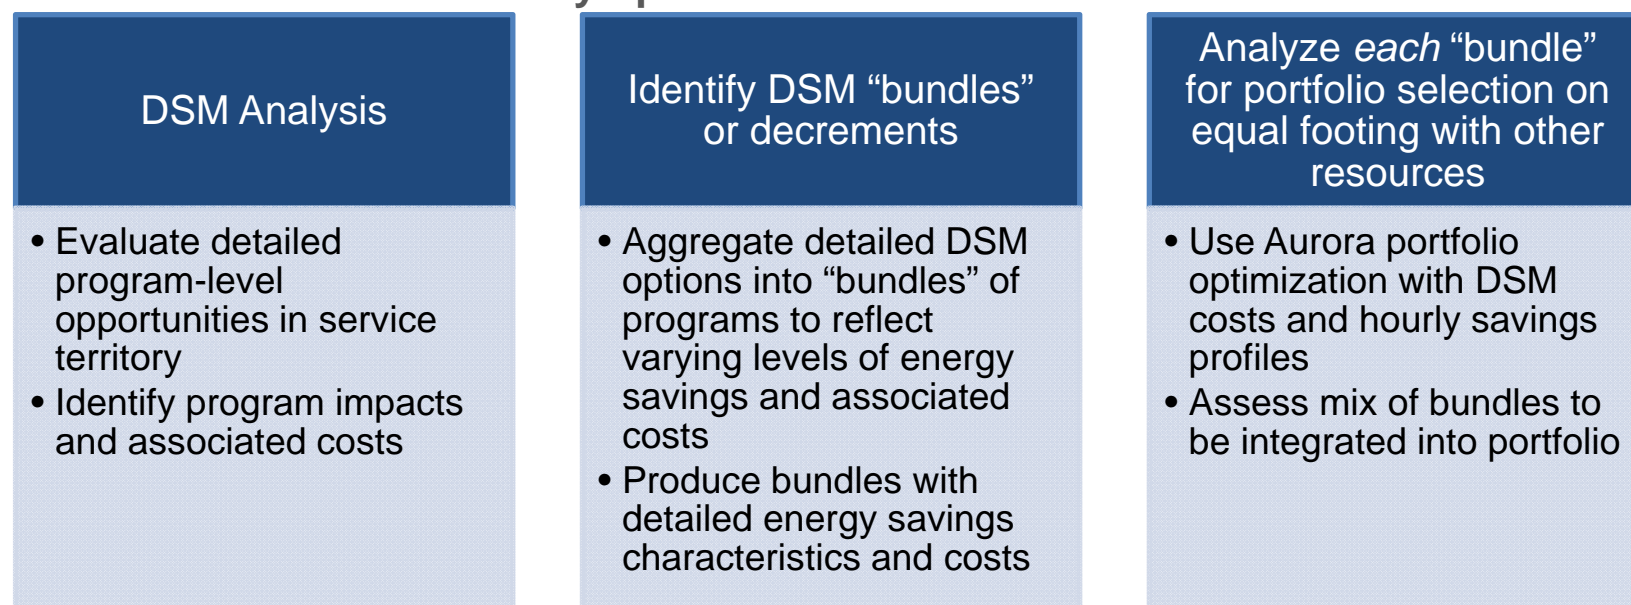 DSM Analysis
• Evaluate detailed
program-level
opportunities in service
territory
• Identify program impacts
and associated costs
Identify DSM “bundles”
or decrements
• Aggregate detailed DSM
options into “bundles” of
programs to reflect
varying levels of energy
savings and associated
costs
• Produce bundles with
detailed energy savings
characteristics and costs
Analyze each “bundle”
for portfolio selection on
equal footing with other
resources
• Use Aurora portfolio
optimization with DSM
costs and hourly savings
profiles
• Assess mix of bundles to
be integrated into portfolio